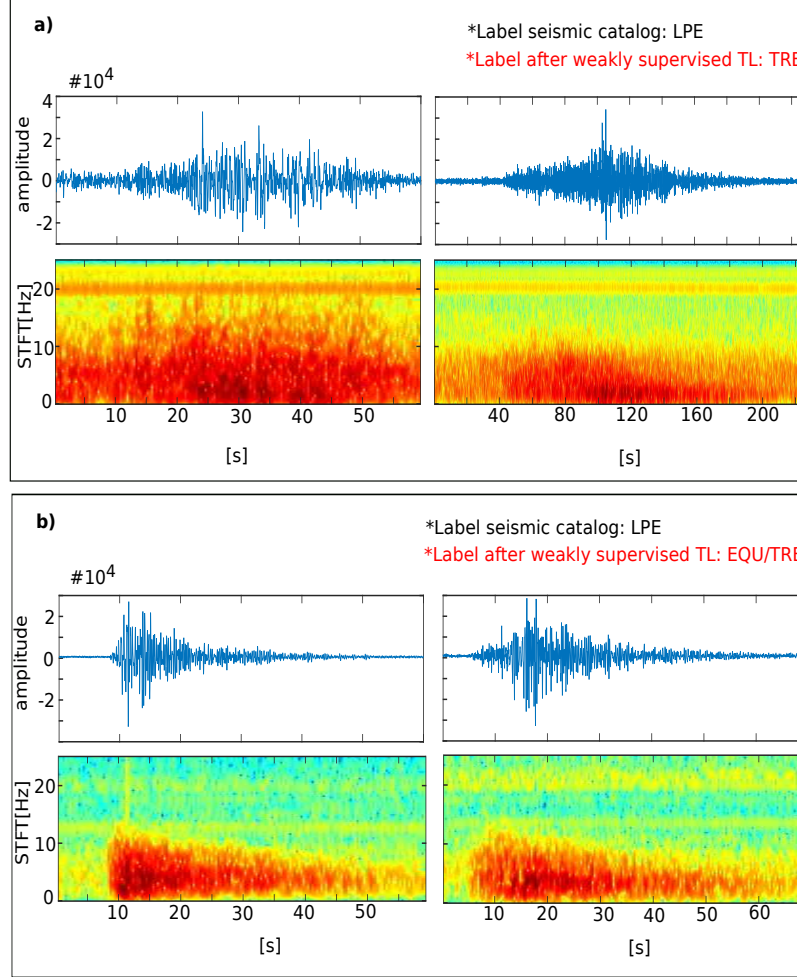 a)
*Label seismic catalog: LPE
*Label after weakly supervised TL: TRE
#10^4
amplitude
4
2
0
-2
STFT[Hz]
20
10
0
10 20 30 40 50
40 80 120 160 200
[s]
[s]
b)
*Label seismic catalog: LPE
*Label after weakly supervised TL: EQU/TRE
#10^4
amplitude
2
0
-2
STFT[Hz]
20
10
0
10 20 30 40 50
10 20 30 40 50 60
[s]
[s]